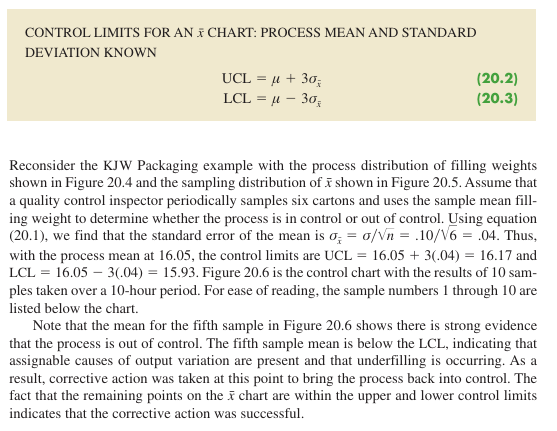 CONTROL LIMITS FOR AN x̄ CHART: PROCESS MEAN AND STANDARD
DEVIATION KNOWN
UCL = μ + 3σx̄ (20.2)
LCL = μ − 3σx̄ (20.3)
Reconsider the KJW Packaging example with the process distribution of filling weights
shown in Figure 20.4 and the sampling distribution of x̄ shown in Figure 20.5. Assume that
a quality control inspector periodically samples six cartons and uses the sample mean fill-
ing weight to determine whether the process is in control or out of control. Using equation
(20.1), we find that the standard error of the mean is σx̄ = σ/√n = .10/√6 = .04. Thus,
with the process mean at 16.05, the control limits are UCL = 16.05 + 3(.04) = 16.17 and
LCL = 16.05 − 3(.04) = 15.93. Figure 20.6 is the control chart with the results of 10 sam-
ples taken over a 10-hour period. For ease of reading, the sample numbers 1 through 10 are
listed below the chart.
Note that the mean for the fifth sample in Figure 20.6 shows there is strong evidence
that the process is out of control. The fifth sample mean is below the LCL, indicating that
assignable causes of output variation are present and that underfilling is occurring. As a
result, corrective action was taken at this point to bring the process back into control. The
fact that the remaining points on the x̄ chart are within the upper and lower control limits
indicates that the corrective action was successful.